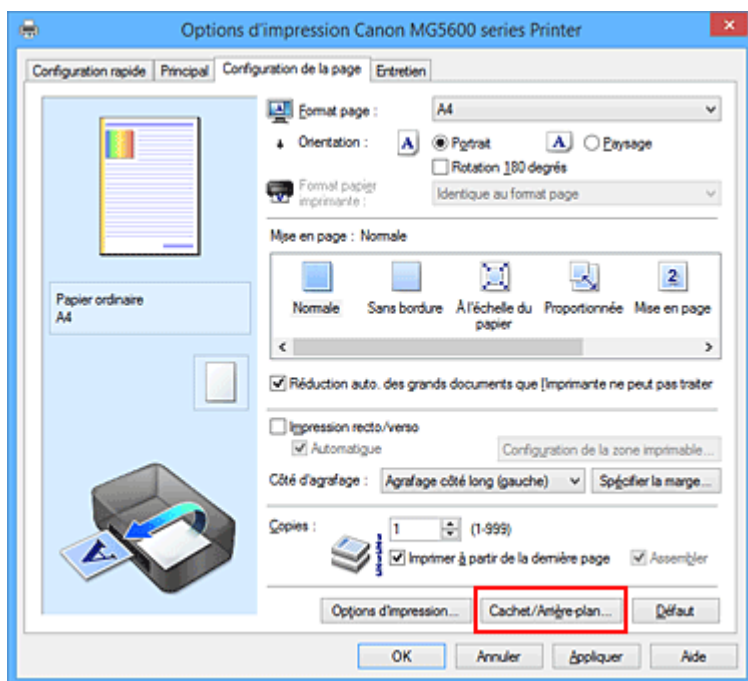 Options d'impression Canon MG5600 series Printer
Configuration rapide Principal Configuration de la page Entretien
Format page : A4
Orientation : A Portrait A Paysage
Rotation 180 degrés
Format papier imprimante : Identique au format page
Mise en page : Normale
Normale Sans bordure À l'échelle du papier Proportionnée 2 Mise en page
Papier ordinaire
A4
Réduction auto. des grands documents que l'imprimante ne peut pas traiter
Impression recto/verso
Automatique Configuration de la zone imprimable...
Côté d'agrafage : Agrafage côté long (gauche) Spécifier la marge...
Copies : 1 (1-999)
Imprimer à partir de la dernière page Assembler
A
Options d'impression... Cachet/Arrière-plan... Défaut
OK Annuler Appliquer Aide